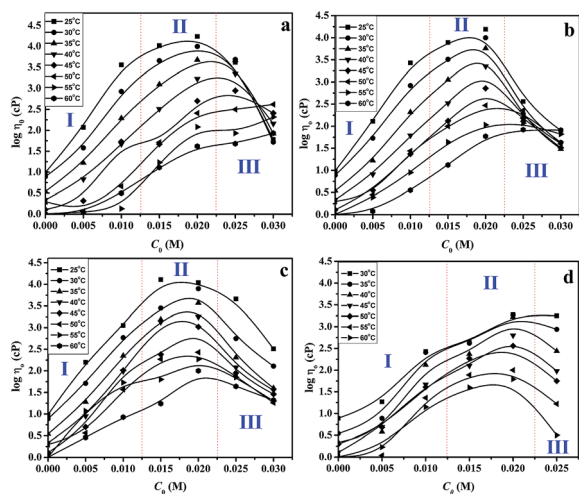 a
II
I
III
25°C
30°C
35°C
40°C
45°C
50°C
55°C
60°C
log η₀ (cP)
4.5
4.0
3.5
3.0
2.5
2.0
1.5
1.0
0.5
0.0
0.000 0.005 0.010 0.015 0.020 0.025 0.030
C₀ (M)
b
II
I
III
25°C
30°C
35°C
40°C
45°C
50°C
55°C
60°C
log η₀ (cP)
4.5
4.0
3.5
3.0
2.5
2.0
1.5
1.0
0.5
0.0
0.000 0.005 0.010 0.015 0.020 0.025 0.030
C₀ (M)
c
II
I
III
25°C
30°C
35°C
40°C
45°C
50°C
55°C
60°C
log η₀ (cP)
4.5
4.0
3.5
3.0
2.5
2.0
1.5
1.0
0.5
0.0
0.000 0.005 0.010 0.015 0.020 0.025 0.030
C₀ (M)
d
II
I
III
30°C
35°C
40°C
45°C
50°C
55°C
60°C
log η₀ (cP)
4.5
4.0
3.5
3.0
2.5
2.0
1.5
1.0
0.5
0.0
0.000 0.005 0.010 0.015 0.020 0.025
C₀ (M)